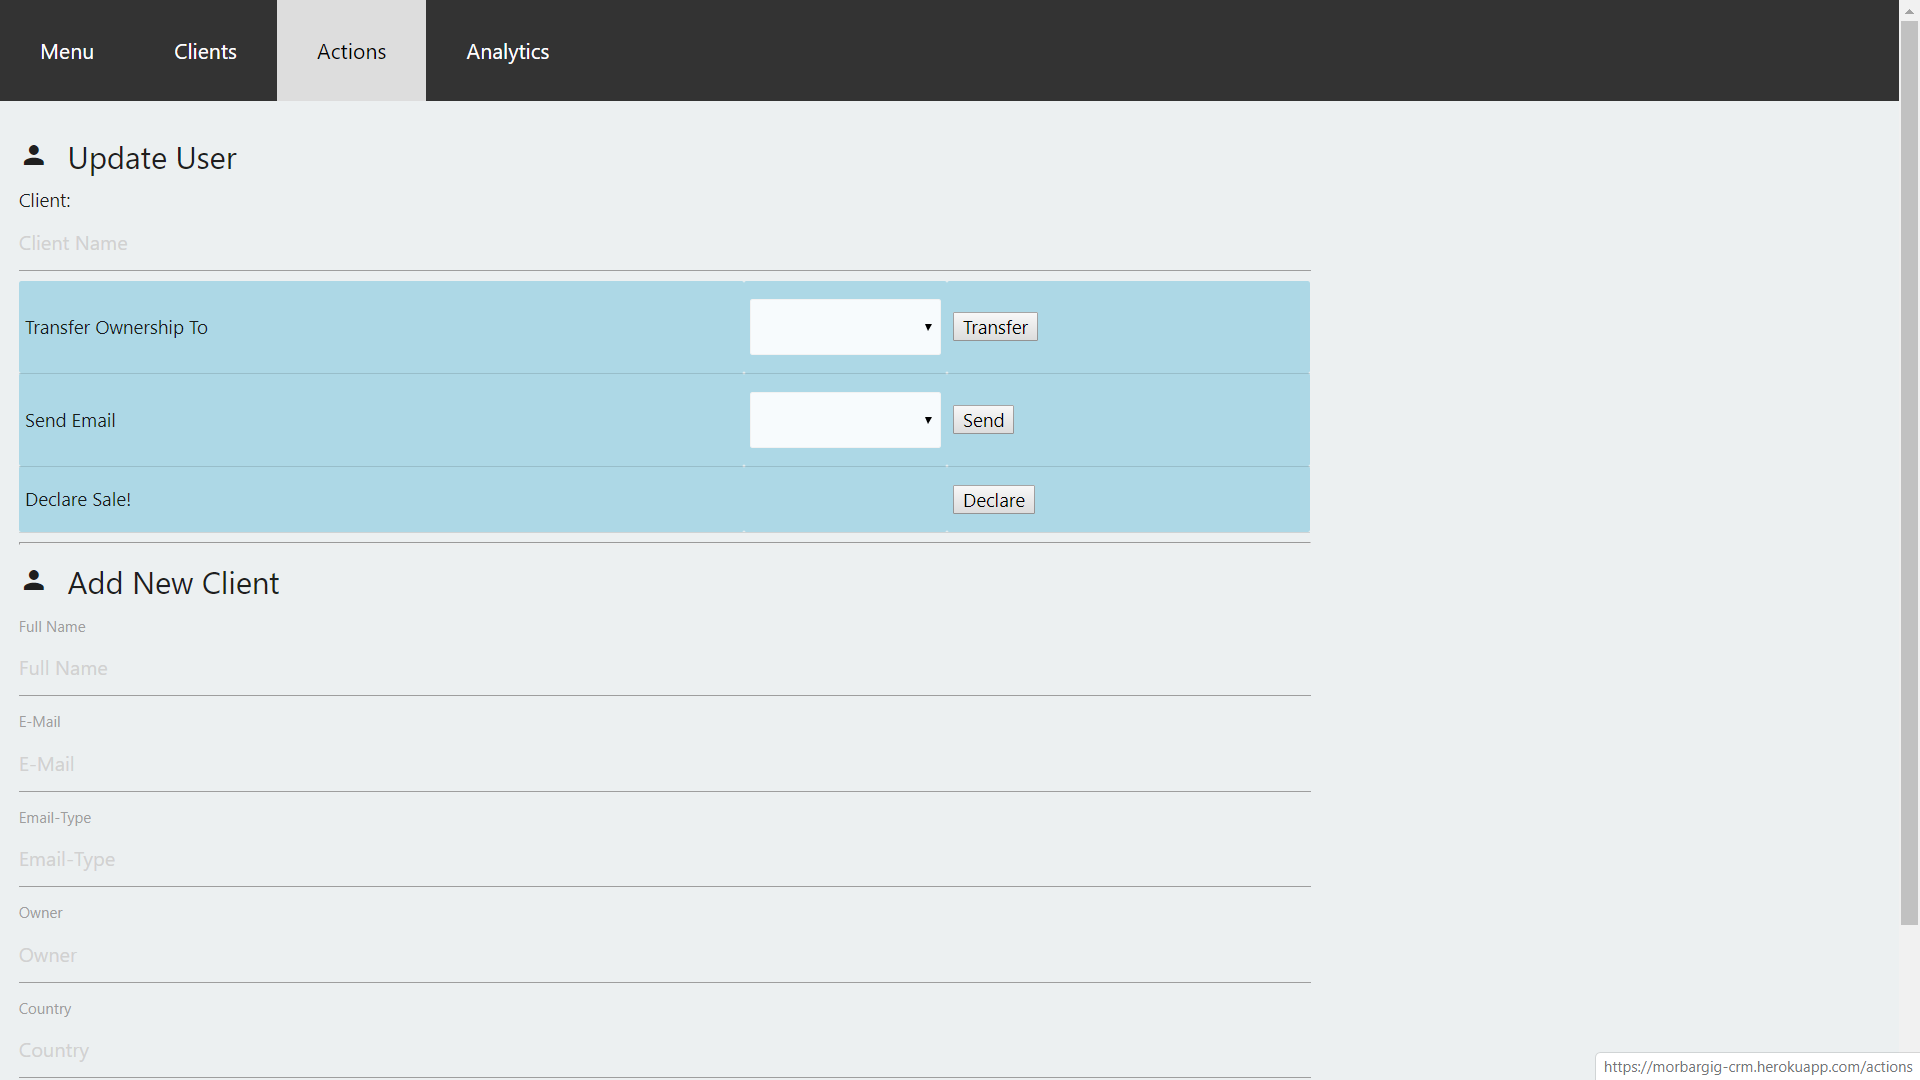 Menu Clients Actions Analytics
Update User
Client:
Client Name
Transfer Ownership To Transfer
Send Email Send
Declare Sale! Declare
Add New Client
Full Name
Full Name
E-Mail
E-Mail
Email-Type
Email-Type
Owner
Owner
Country
Country
https://morbargig-crm.herokuapp.com/actions